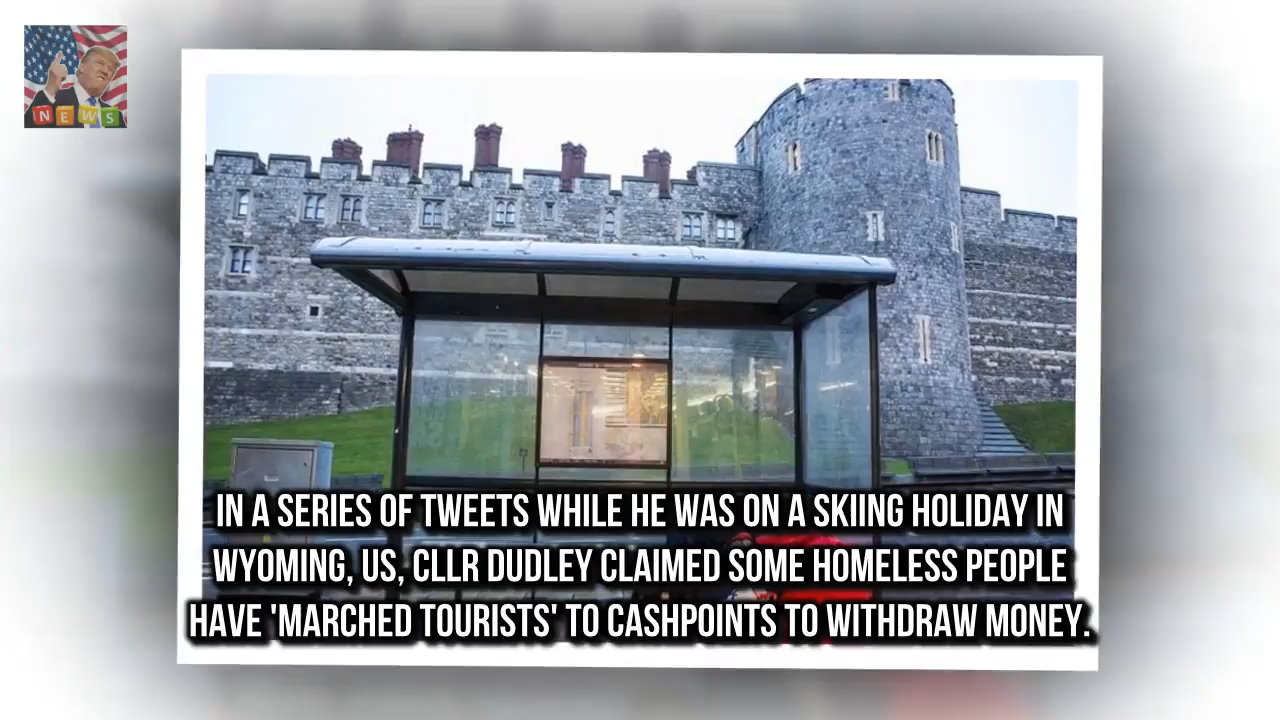 NEWS
IN A SERIES OF TWEETS WHILE HE WAS ON A SKIING HOLIDAY IN
WYOMING, US, CLLR DUDLEY CLAIMED SOME HOMELESS PEOPLE
HAVE 'MARCHED TOURISTS' TO CASHPOINTS TO WITHDRAW MONEY.